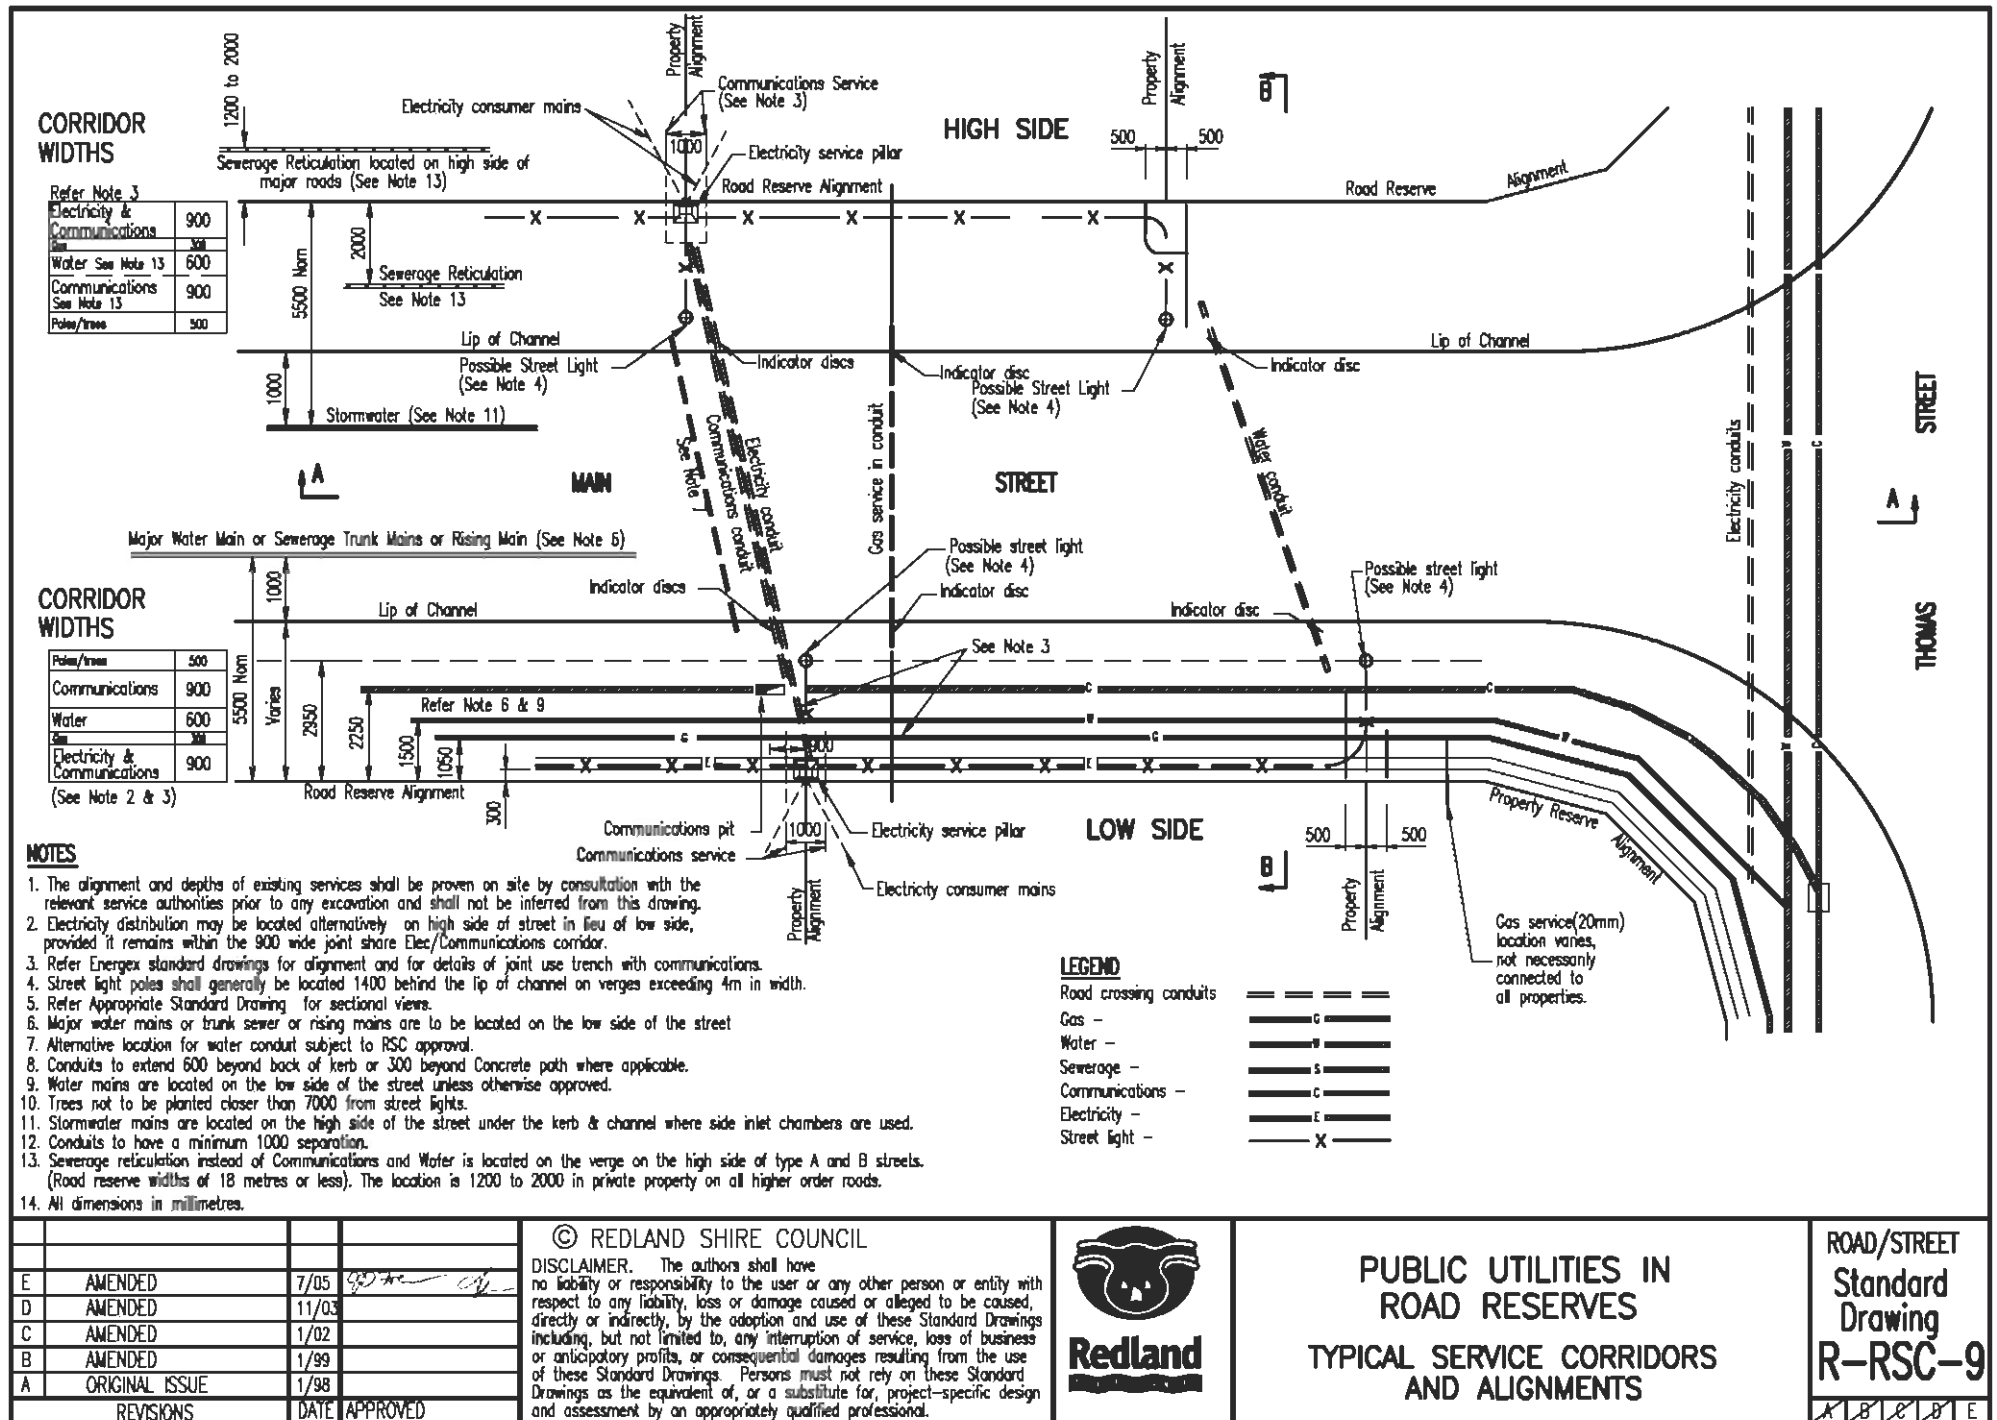 CORRIDOR
WIDTHS
Refer Note 3
Electricity &
Communications
900
Gas
300
Water See Note 13
600
Communications
See Note 13
900
Poles/trees
500
1200 to 2000
Sewerage Reticulation located on high side of
major roads (See Note 13)
5500 Nom
2000
Sewerage Reticulation
See Note 13
Electricity consumer mains
Property
Alignment
Communications Service
(See Note 3)
1000
Electricity service pillar
Road Reserve Alignment
HIGH SIDE
Property
Alignment
500
500
B
Road Reserve
Alignment
Lip of Channel
Possible Street Light
(See Note 4)
Indicator discs
Indicator disc
Possible Street Light
(See Note 4)
Indicator disc
Lip of Channel
1000
Stormwater (See Note 11)
A
MAIN
STREET
See Note
Communications conduit
Electricity conduit
Gas service in conduit
Water conduit
Electricity conduits
W
C
STREET
THOMAS
A
Major Water Main or Sewerage Trunk Mains or Rising Main (See Note 6)
1000
CORRIDOR
WIDTHS
Poles/trees
500
Communications
900
Water
600
Gas
300
Electricity &
Communications
900
(See Note 2 & 3)
5500 Nom
Varies
2950
2250
1500
1050
300
Lip of Channel
Indicator discs
Possible street light
(See Note 4)
Indicator disc
Indicator disc
Possible street light
(See Note 4)
See Note 3
Refer Note 6 & 9
C
C
W
W
G
G
900
E
E
W
C
Road Reserve Alignment
Communications pit
Communications service
1000
Electricity service pillar
Electricity consumer mains
Property
Alignment
LOW SIDE
500
500
B
Property
Alignment
Property Reserve
Alignment
Gas service(20mm)
location varies,
not necessarily
connected to
all properties.
NOTES
1. The alignment and depths of existing services shall be proven on site by consultation with the
relevant service authorities prior to any excavation and shall not be inferred from this drawing.
2. Electricity distribution may be located alternatively on high side of street in lieu of low side,
provided it remains within the 900 wide joint share Elec/Communications corridor.
3. Refer Energex standard drawings for alignment and for details of joint use trench with communications.
4. Street light poles shall generally be located 1400 behind the lip of channel on verges exceeding 4m in width.
5. Refer Appropriate Standard Drawing for sectional views.
6. Major water mains or trunk sewer or rising mains are to be located on the low side of the street
7. Alternative location for water conduit subject to RSC approval.
8. Conduits to extend 600 beyond back of kerb or 300 beyond Concrete path where applicable.
9. Water mains are located on the low side of the street unless otherwise approved.
10. Trees not to be planted closer than 7000 from street lights.
11. Stormwater mains are located on the high side of the street under the kerb & channel where side inlet chambers are used.
12. Conduits to have a minimum 1000 separation.
13. Sewerage reticulation instead of Communications and Water is located on the verge on the high side of type A and B streets.
(Road reserve widths of 18 metres or less). The location is 1200 to 2000 in private property on all higher order roads.
14. All dimensions in millimetres.
LEGEND
Road crossing conduits
Gas – G
Water – W
Sewerage – S
Communications – C
Electricity – E
Street light – X
E AMENDED 7/05
D AMENDED 11/03
C AMENDED 1/02
B AMENDED 1/99
A ORIGINAL ISSUE 1/98
REVISIONS DATE APPROVED
© REDLAND SHIRE COUNCIL
DISCLAIMER. The authors shall have
no liability or responsibility to the user or any other person or entity with
respect to any liability, loss or damage caused or alleged to be caused,
directly or indirectly, by the adoption and use of these Standard Drawings
including, but not limited to, any interruption of service, loss of business
or anticipatory profits, or consequential damages resulting from the use
of these Standard Drawings. Persons must not rely on these Standard
Drawings as the equivalent of, or a substitute for, project–specific design
and assessment by an appropriately qualified professional.
Redland
PUBLIC UTILITIES IN
ROAD RESERVES
TYPICAL SERVICE CORRIDORS
AND ALIGNMENTS
ROAD/STREET
Standard
Drawing
R–RSC–9
A B C D E